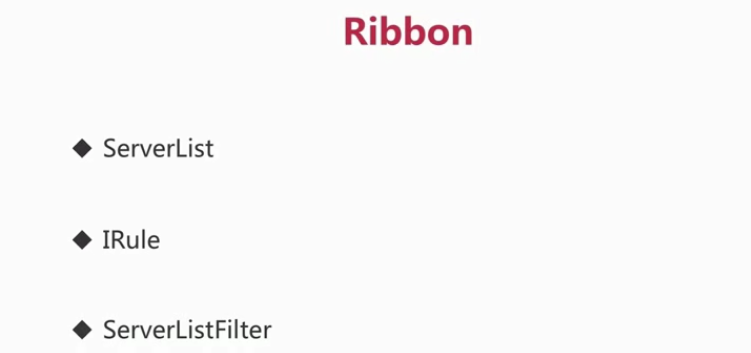 Ribbon
◆ ServerList
◆ IRule
◆ ServerListFilter